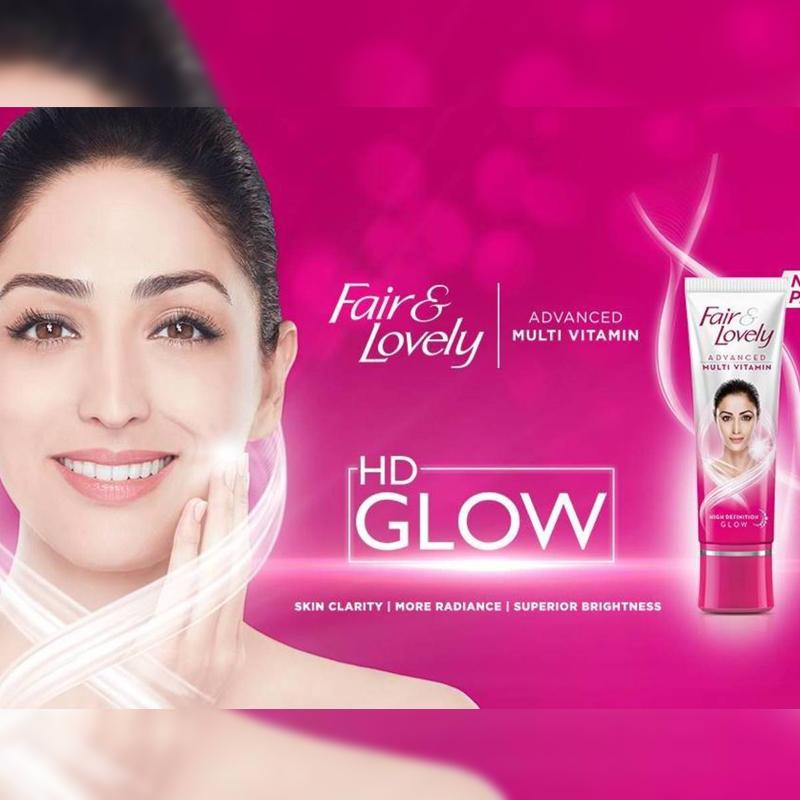 Fair &
Lovely
ADVANCED
MULTI VITAMIN
HD
GLOW
SKIN CLARITY | MORE RADIANCE | SUPERIOR BRIGHTNESS
Fair &
Lovely
ADVANCED
MULTI VITAMIN
HIGH DEFINITION
GLOW